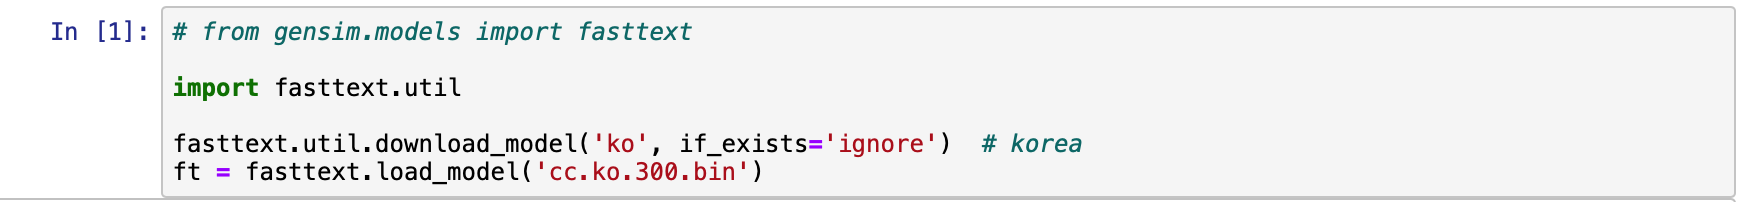 In [1]: # from gensim.models import fasttext
import fasttext.util
fasttext.util.download_model('ko', if_exists='ignore')  # korea
ft = fasttext.load_model('cc.ko.300.bin')